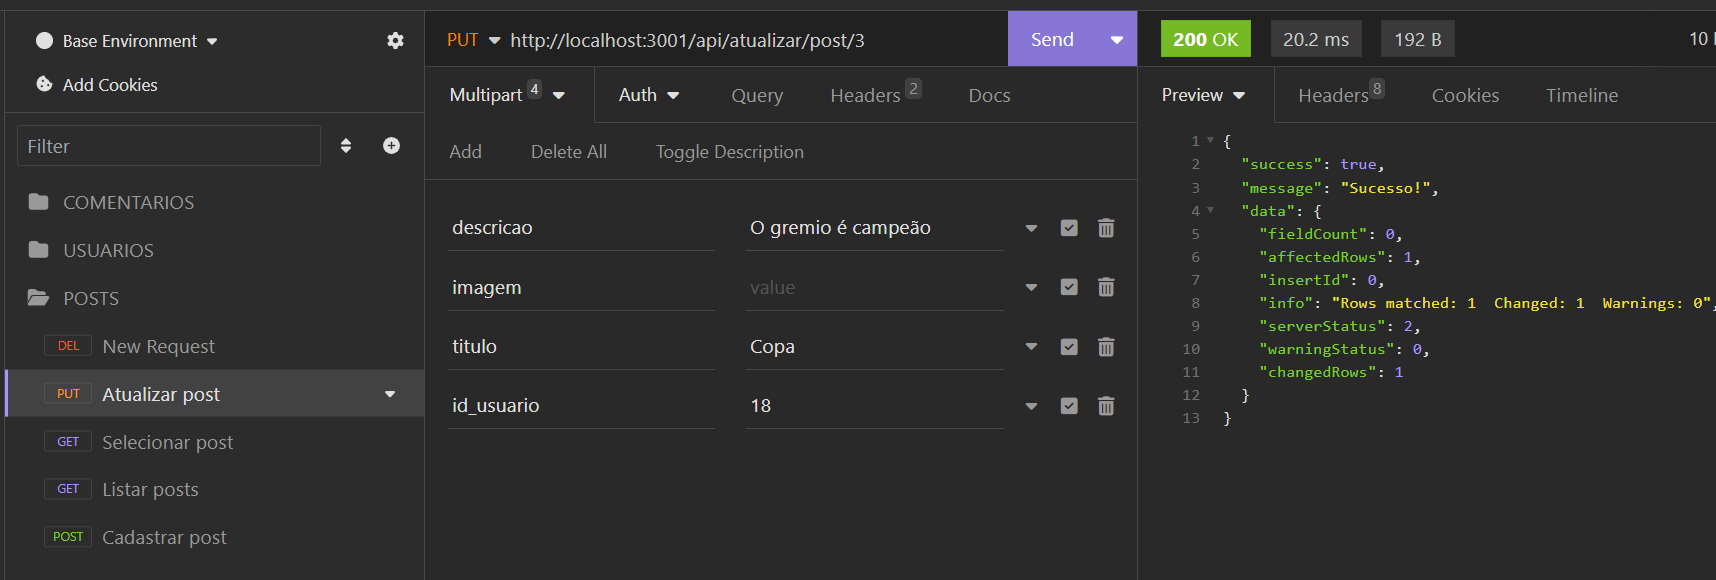 Base Environment
Add Cookies
Filter
COMENTARIOS
USUARIOS
POSTS
DEL New Request
PUT Atualizar post
GET Selecionar post
GET Listar posts
POST Cadastrar post
PUT http://localhost:3001/api/atualizar/post/3 Send
Multipart 4 Auth Query Headers 2 Docs
Add Delete All Toggle Description
descricao O gremio é campeão
imagem value
titulo Copa
id_usuario 18
200 OK 20.2 ms 192 B 10
Preview Headers 8 Cookies Timeline
1 {
2 "success": true,
3 "message": "Sucesso!",
4 "data": {
5 "fieldCount": 0,
6 "affectedRows": 1,
7 "insertId": 0,
8 "info": "Rows matched: 1  Changed: 1  Warnings: 0",
9 "serverStatus": 2,
10 "warningStatus": 0,
11 "changedRows": 1
12 }
13 }